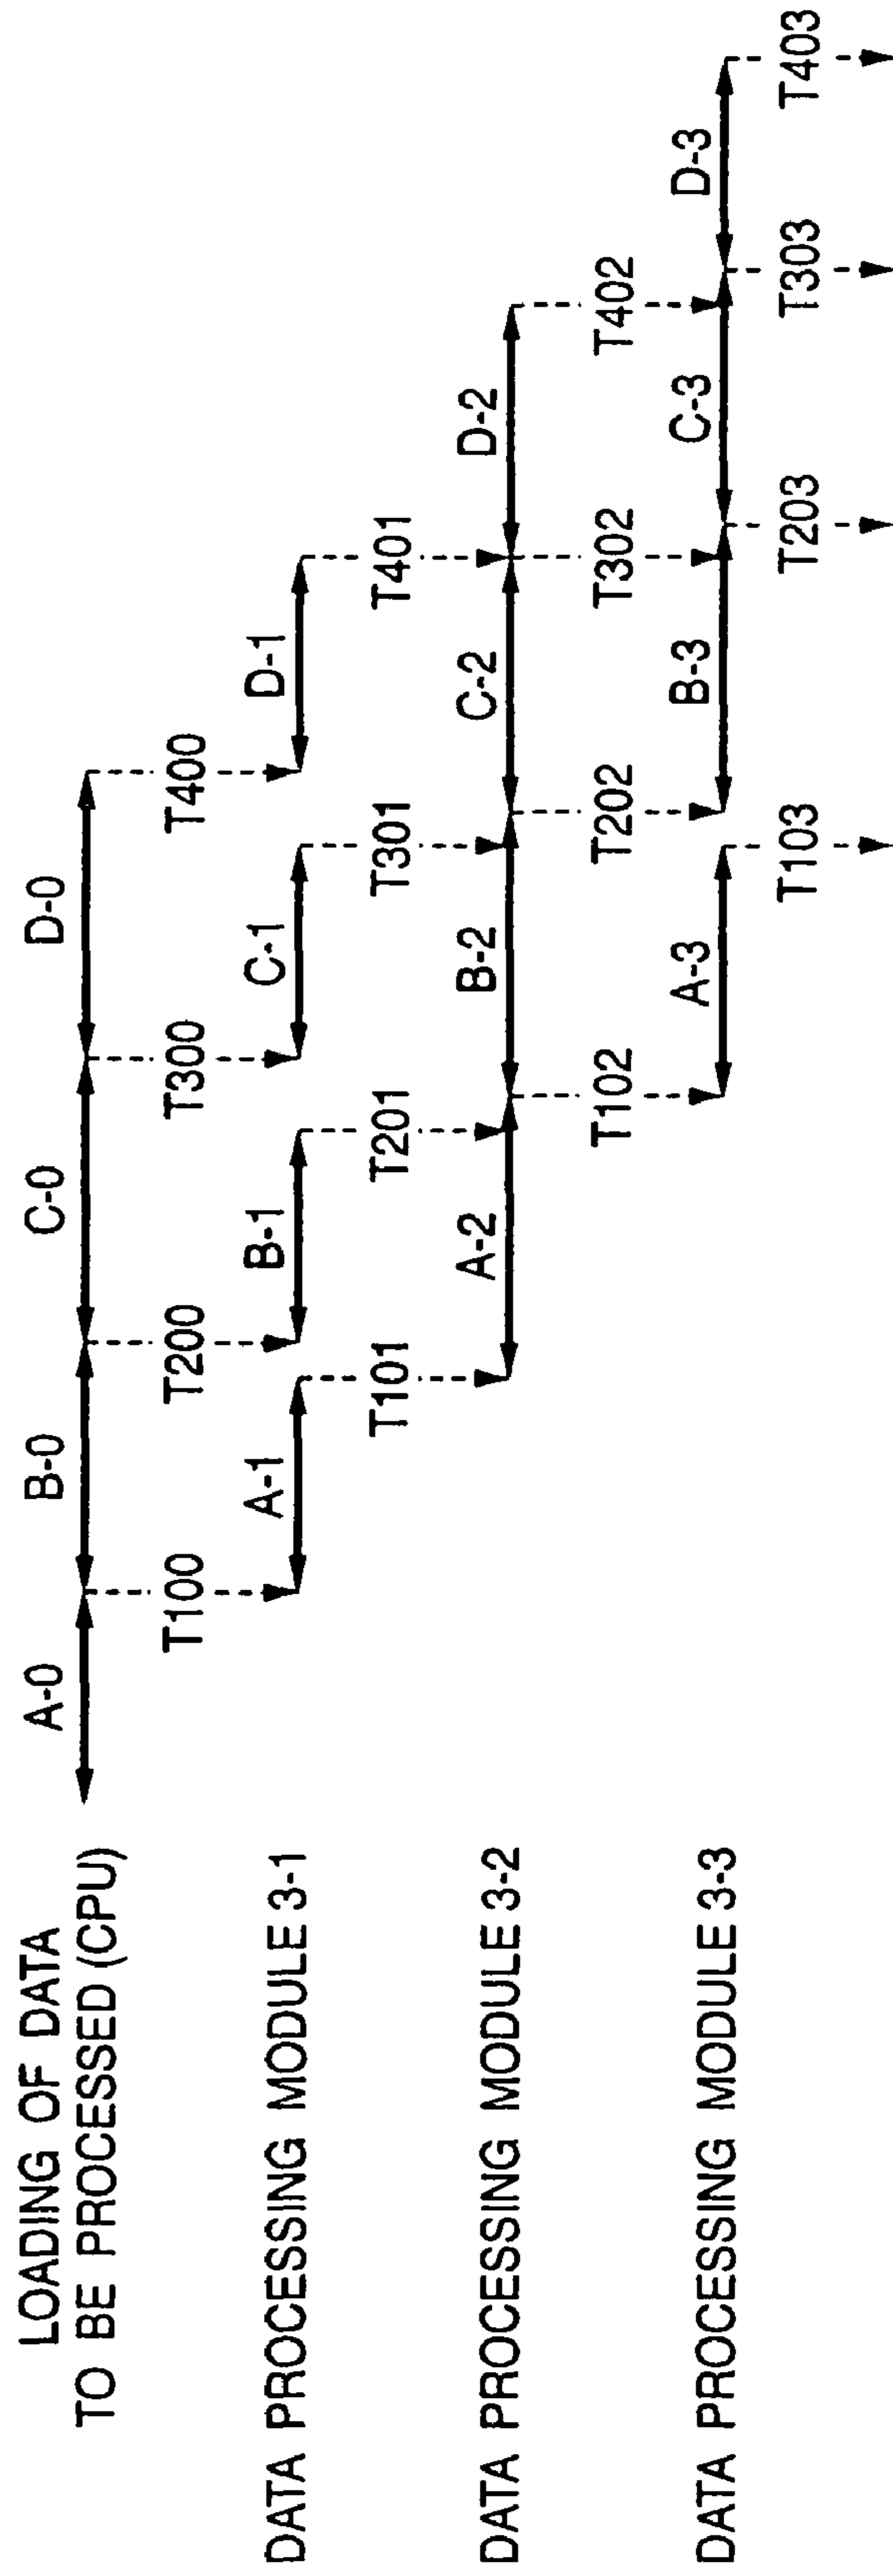 LOADING OF DATA
TO BE PROCESSED (CPU)
A-0 B-0 C-0 D-0
T100 T200 T300 T400
DATA PROCESSING MODULE 3-1
A-1 B-1 C-1 D-1
T101 T201 T301 T401
DATA PROCESSING MODULE 3-2
A-2 B-2 C-2 D-2
T102 T202 T302 T402
DATA PROCESSING MODULE 3-3
A-3 B-3 C-3 D-3
T103 T203 T303 T403